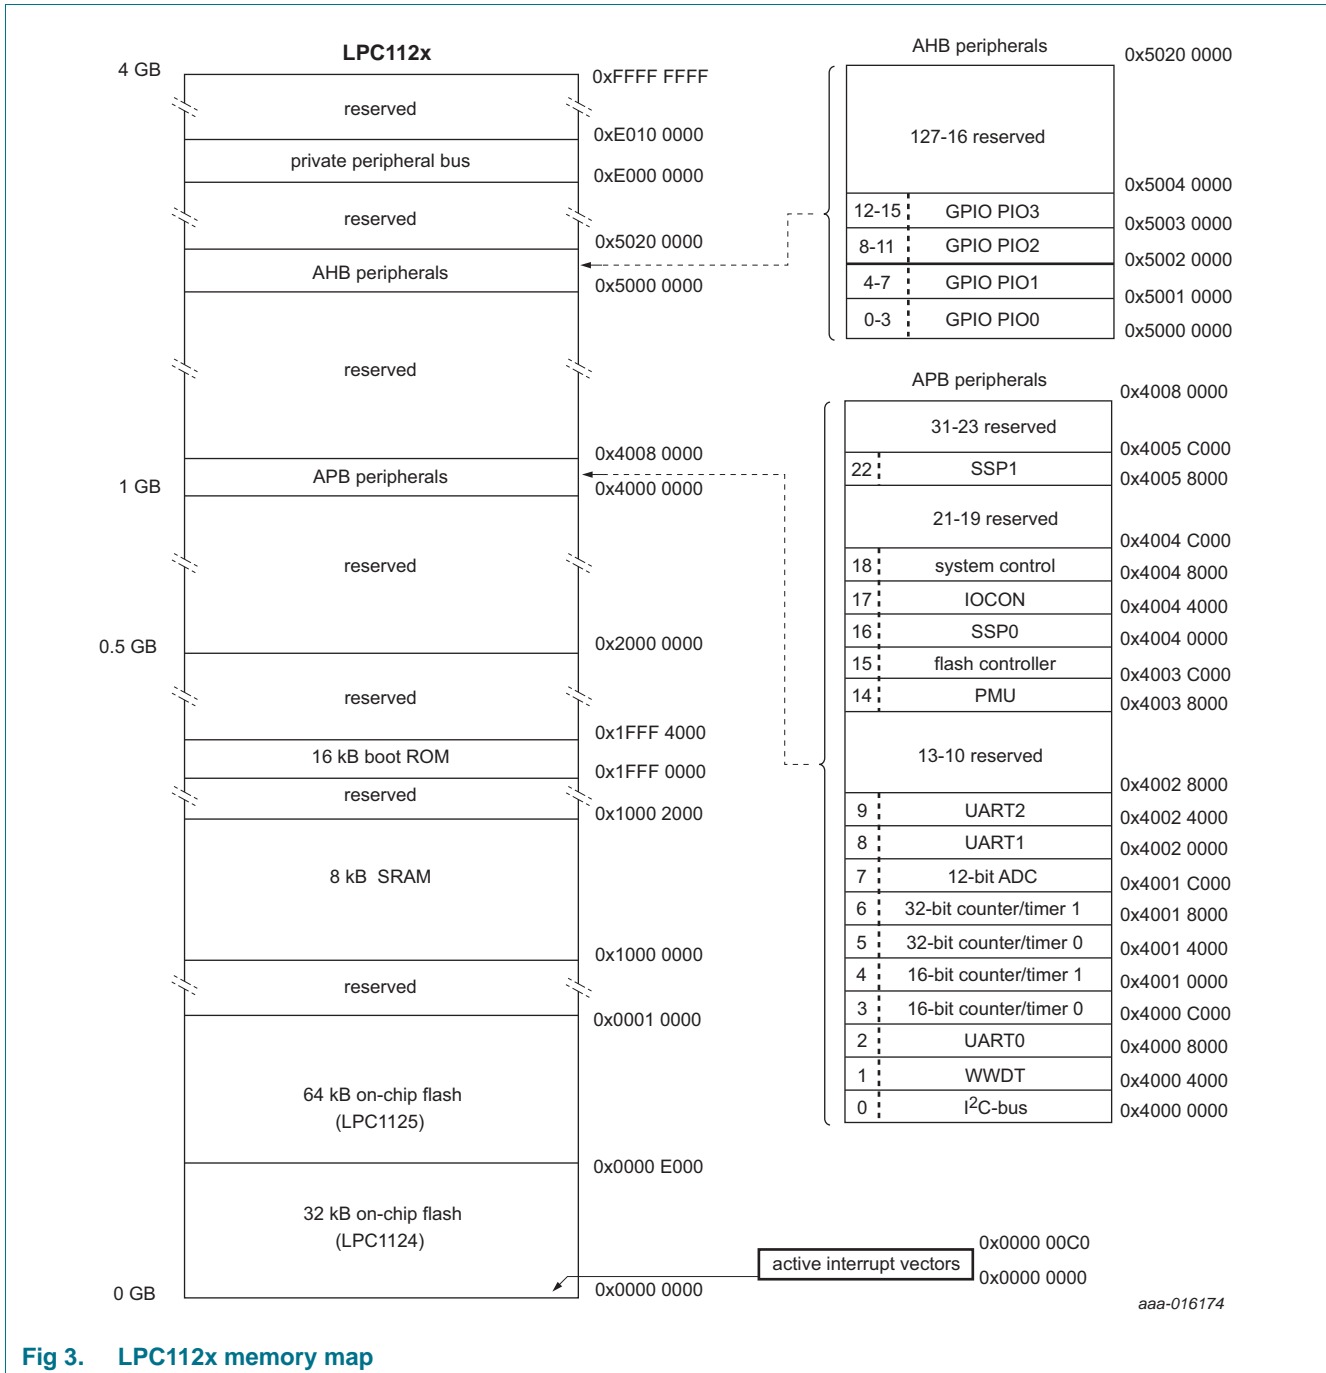 LPC112x
4 GB
0xFFFF FFFF
reserved
0xE010 0000
private peripheral bus
0xE000 0000
reserved
0x5020 0000
AHB peripherals
0x5000 0000
reserved
0x4008 0000
APB peripherals
1 GB
0x4000 0000
reserved
0.5 GB
0x2000 0000
reserved
0x1FFF 4000
16 kB boot ROM
0x1FFF 0000
reserved
0x1000 2000
8 kB SRAM
0x1000 0000
reserved
0x0001 0000
64 kB on-chip flash
(LPC1125)
0x0000 E000
32 kB on-chip flash
(LPC1124)
0 GB
0x0000 0000
AHB peripherals
0x5020 0000
127-16 reserved
0x5004 0000
12-15 GPIO PIO3
0x5003 0000
8-11 GPIO PIO2
0x5002 0000
4-7 GPIO PIO1
0x5001 0000
0-3 GPIO PIO0
0x5000 0000
APB peripherals
0x4008 0000
31-23 reserved
0x4005 C000
22 SSP1
0x4005 8000
21-19 reserved
0x4004 C000
18 system control
0x4004 8000
17 IOCON
0x4004 4000
16 SSP0
0x4004 0000
15 flash controller
0x4003 C000
14 PMU
0x4003 8000
13-10 reserved
0x4002 8000
9 UART2
0x4002 4000
8 UART1
0x4002 0000
7 12-bit ADC
0x4001 C000
6 32-bit counter/timer 1
0x4001 8000
5 32-bit counter/timer 0
0x4001 4000
4 16-bit counter/timer 1
0x4001 0000
3 16-bit counter/timer 0
0x4000 C000
2 UART0
0x4000 8000
1 WWDT
0x4000 4000
0 I2C-bus
0x4000 0000
0x0000 00C0
active interrupt vectors
0x0000 0000
aaa-016174
Fig 3. LPC112x memory map